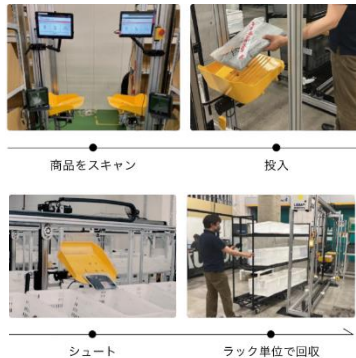 商品をスキャン
投入
シュート
ラック単位で回収